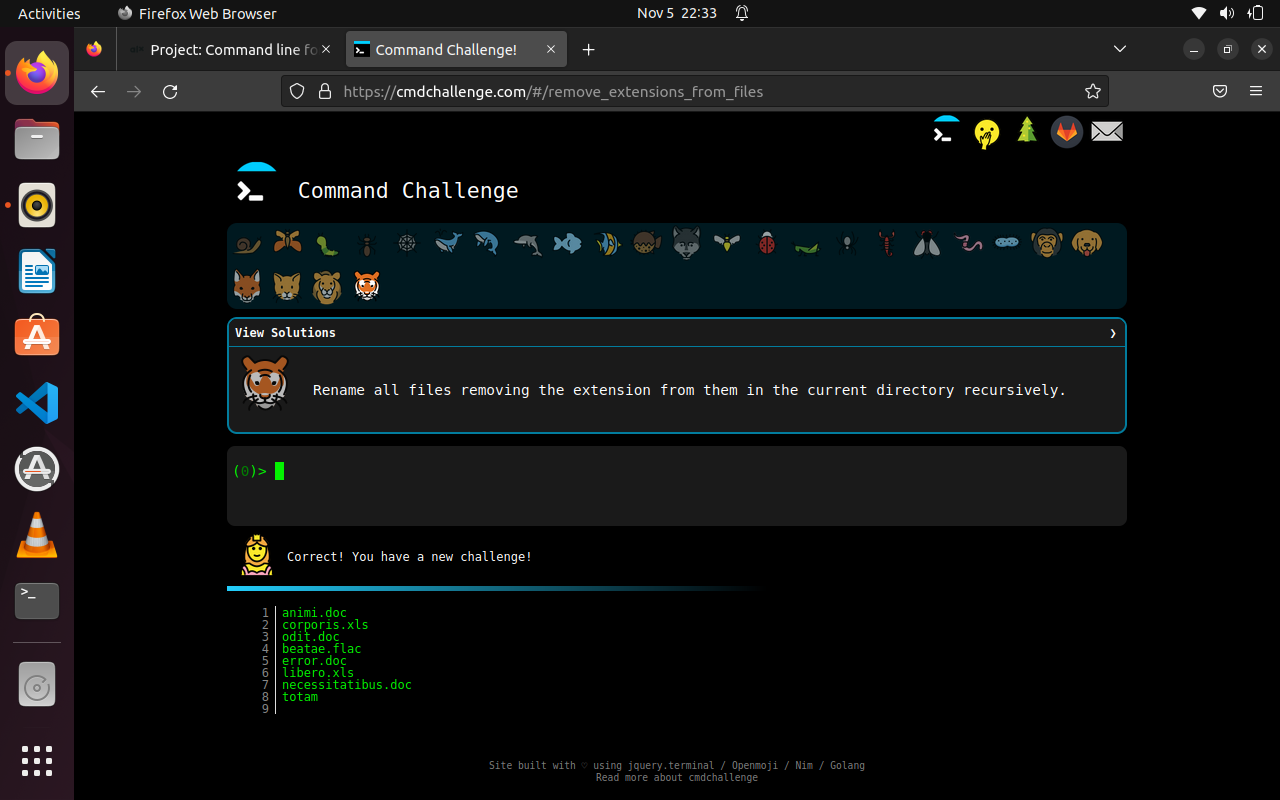 Activities
Firefox Web Browser
Nov 5 22:33
Project: Command line fo
Command Challenge!
https://cmdchallenge.com/#/remove_extensions_from_files
Command Challenge
View Solutions
Rename all files removing the extension from them in the current directory recursively.
(0)>
Correct! You have a new challenge!
1 animi.doc
2 corporis.xls
3 odit.doc
4 beatae.flac
5 error.doc
6 libero.xls
7 necessitatibus.doc
8 totam
9
Site built with ♡ using jquery.terminal / Openmoji / Nim / Golang
Read more about cmdchallenge